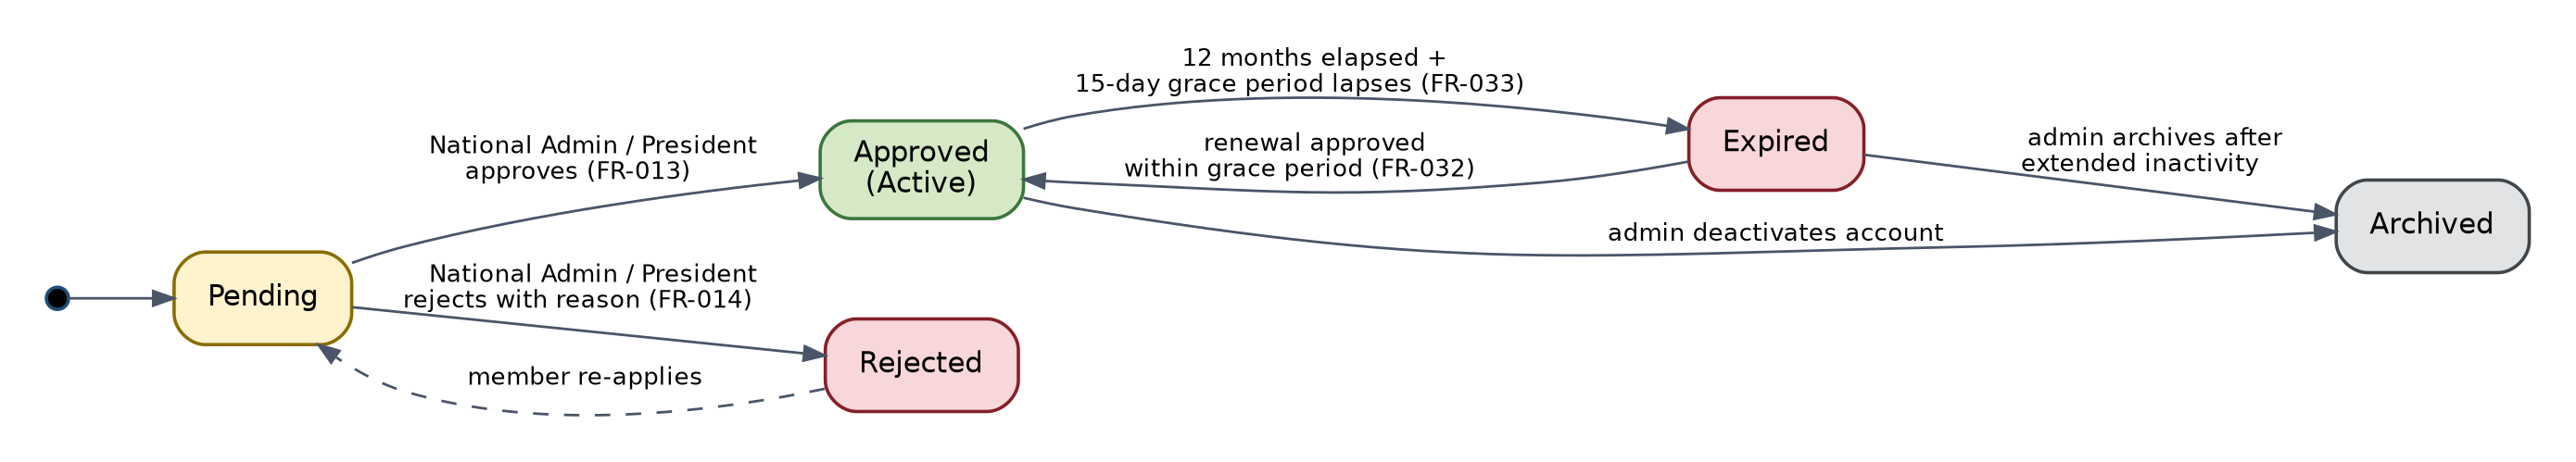 12 months elapsed +
15-day grace period lapses (FR-033)
National Admin / President
approves (FR-013)
Approved
(Active)
renewal approved
within grace period (FR-032)
Expired
admin archives after
extended inactivity
Archived
admin deactivates account
Pending
National Admin / President
rejects with reason (FR-014)
Rejected
member re-applies